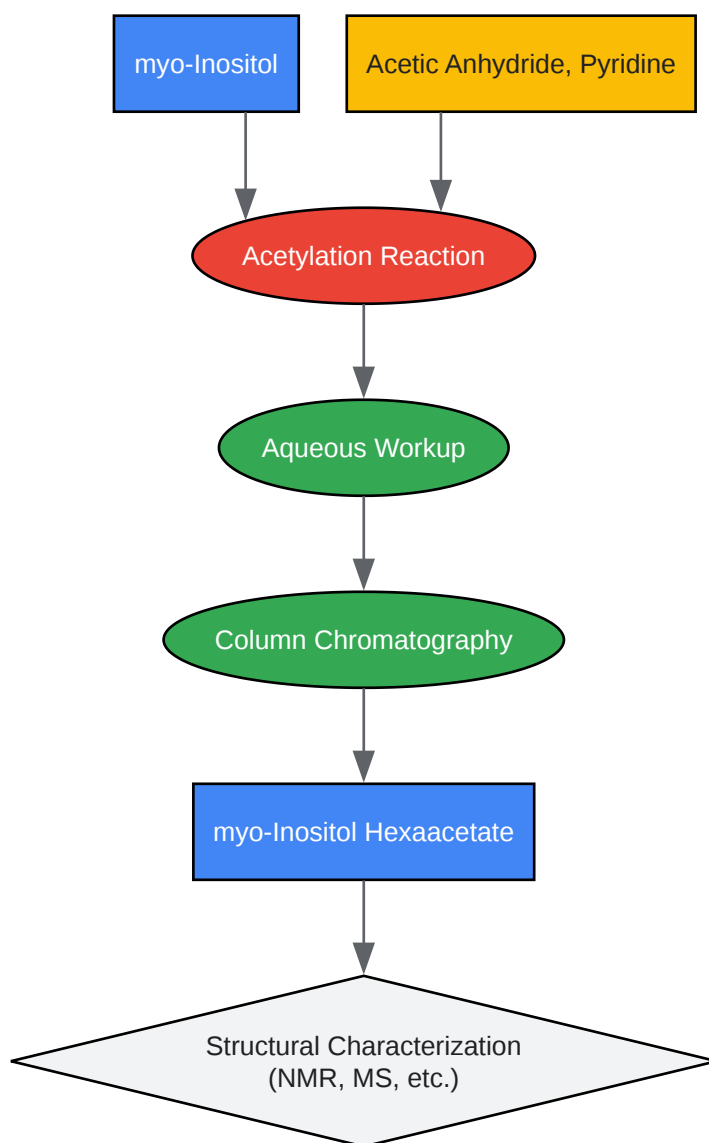 myo-Inositol
Acetic Anhydride, Pyridine
Acetylation Reaction
Aqueous Workup
Column Chromatography
myo-Inositol Hexaacetate
Structural Characterization
(NMR, MS, etc.)